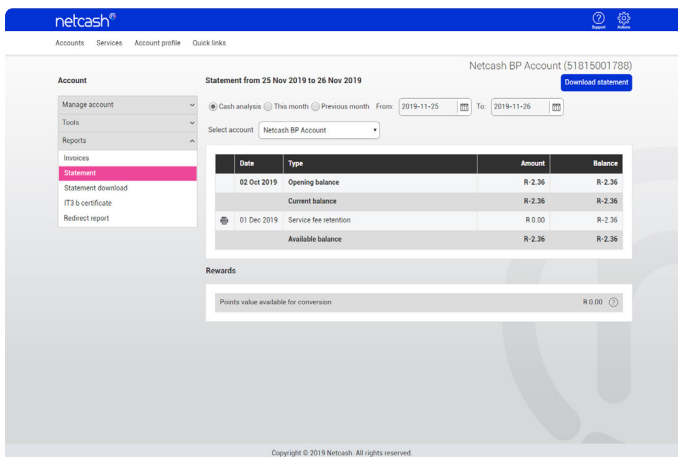 netcash®
Support
Actions
Accounts Services Account profile Quick links
Netcash BP Account (51815001788)
Account
Statement from 25 Nov 2019 to 26 Nov 2019
Download statement
Manage account
Cash analysis This month Previous month From: 2019-11-25 To: 2019-11-26
Tools
Select account Netcash BP Account
Reports
Invoices
Statement
Statement download
IT3 b certificate
Redirect report
Date Type Amount Balance
02 Oct 2019 Opening balance R-2.36 R-2.36
Current balance R-2.36 R-2.36
01 Dec 2019 Service fee retention R 0.00 R-2.36
Available balance R-2.36 R-2.36
Rewards
Points value available for conversion R 0.00 ?
Copyright © 2019 Netcash. All rights reserved.